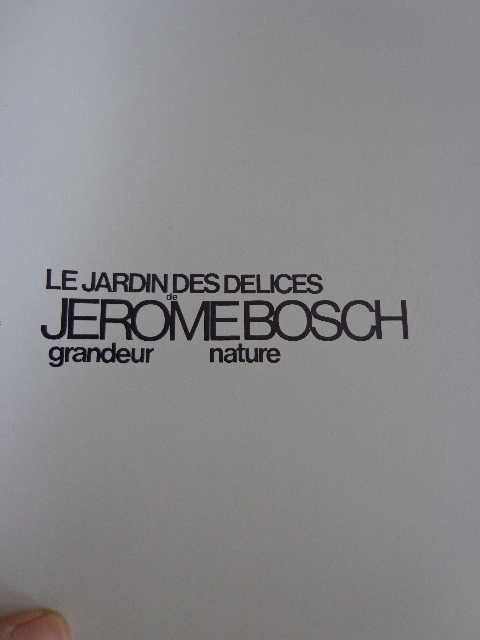 LE JARDIN DES DELICES
de
JEROME BOSCH
grandeur nature